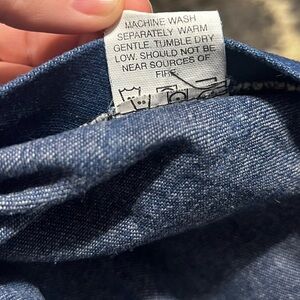 MACHINE WASH
SEPARATELY WARM
GENTLE. TUMBLE DRY
LOW. SHOULD NOT BE
NEAR SOURCES OF
FIRE